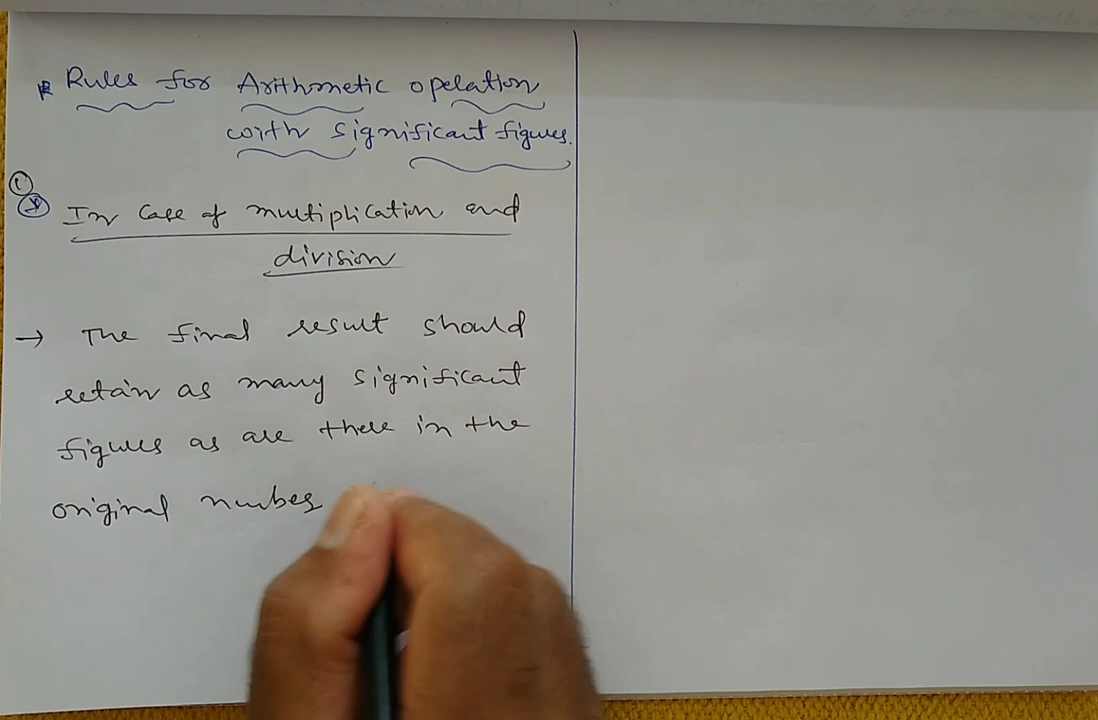 * Rules for Arithmetic operation
with significant figures.
①
In case of multiplication and
division
→ The final result should
retain as many significant
figures as are there in the
original number